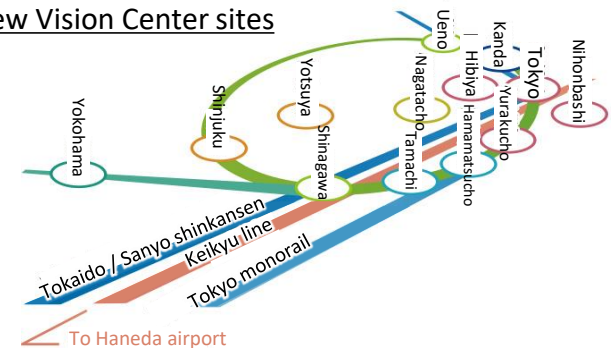 ew Vision Center sites
Ueno
Kanda
Tokyo
Nihonbashi
Hibiya
Yurakucho
Nagatacho
Yotsuya
Shinjuku
Yokohama
Shinagawa
Tamachi
Hamamatsucho
Tokaido / Sanyo shinkansen
Keikyu line
Tokyo monorail
To Haneda airport